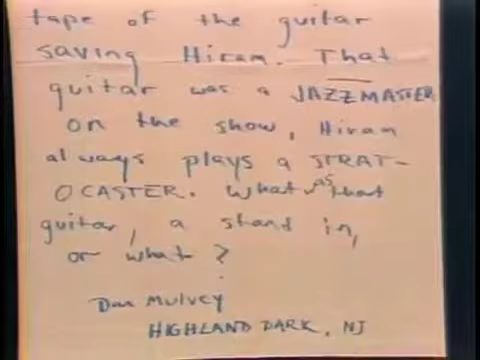 tape of the guitar
saving Hiram. That
guitar was a JAZZMASTER
on the show, Hiram
always plays a STRAT-
OCASTER. What was that
guitar, a stand in,
or what?
Dan Mulvey
HIGHLAND DARK, NJ